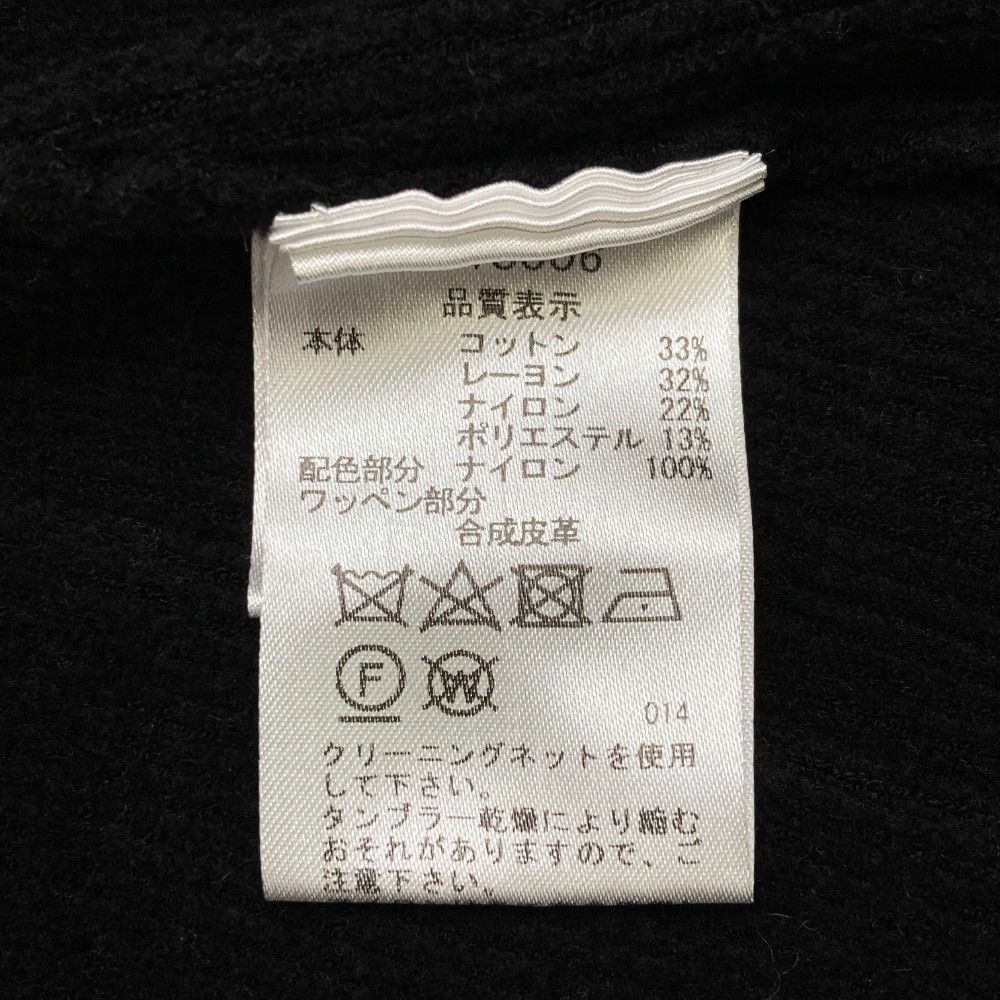 品質表示
本体 コットン 33%
レーヨン 32%
ナイロン 22%
ポリエステル 13%
配色部分 ナイロン 100%
ワッペン部分
合成皮革
F W
014
クリーニングネットを使用
して下さい。
タンブラー乾燥により縮む
おそれがありますので、ご
注意下さい。